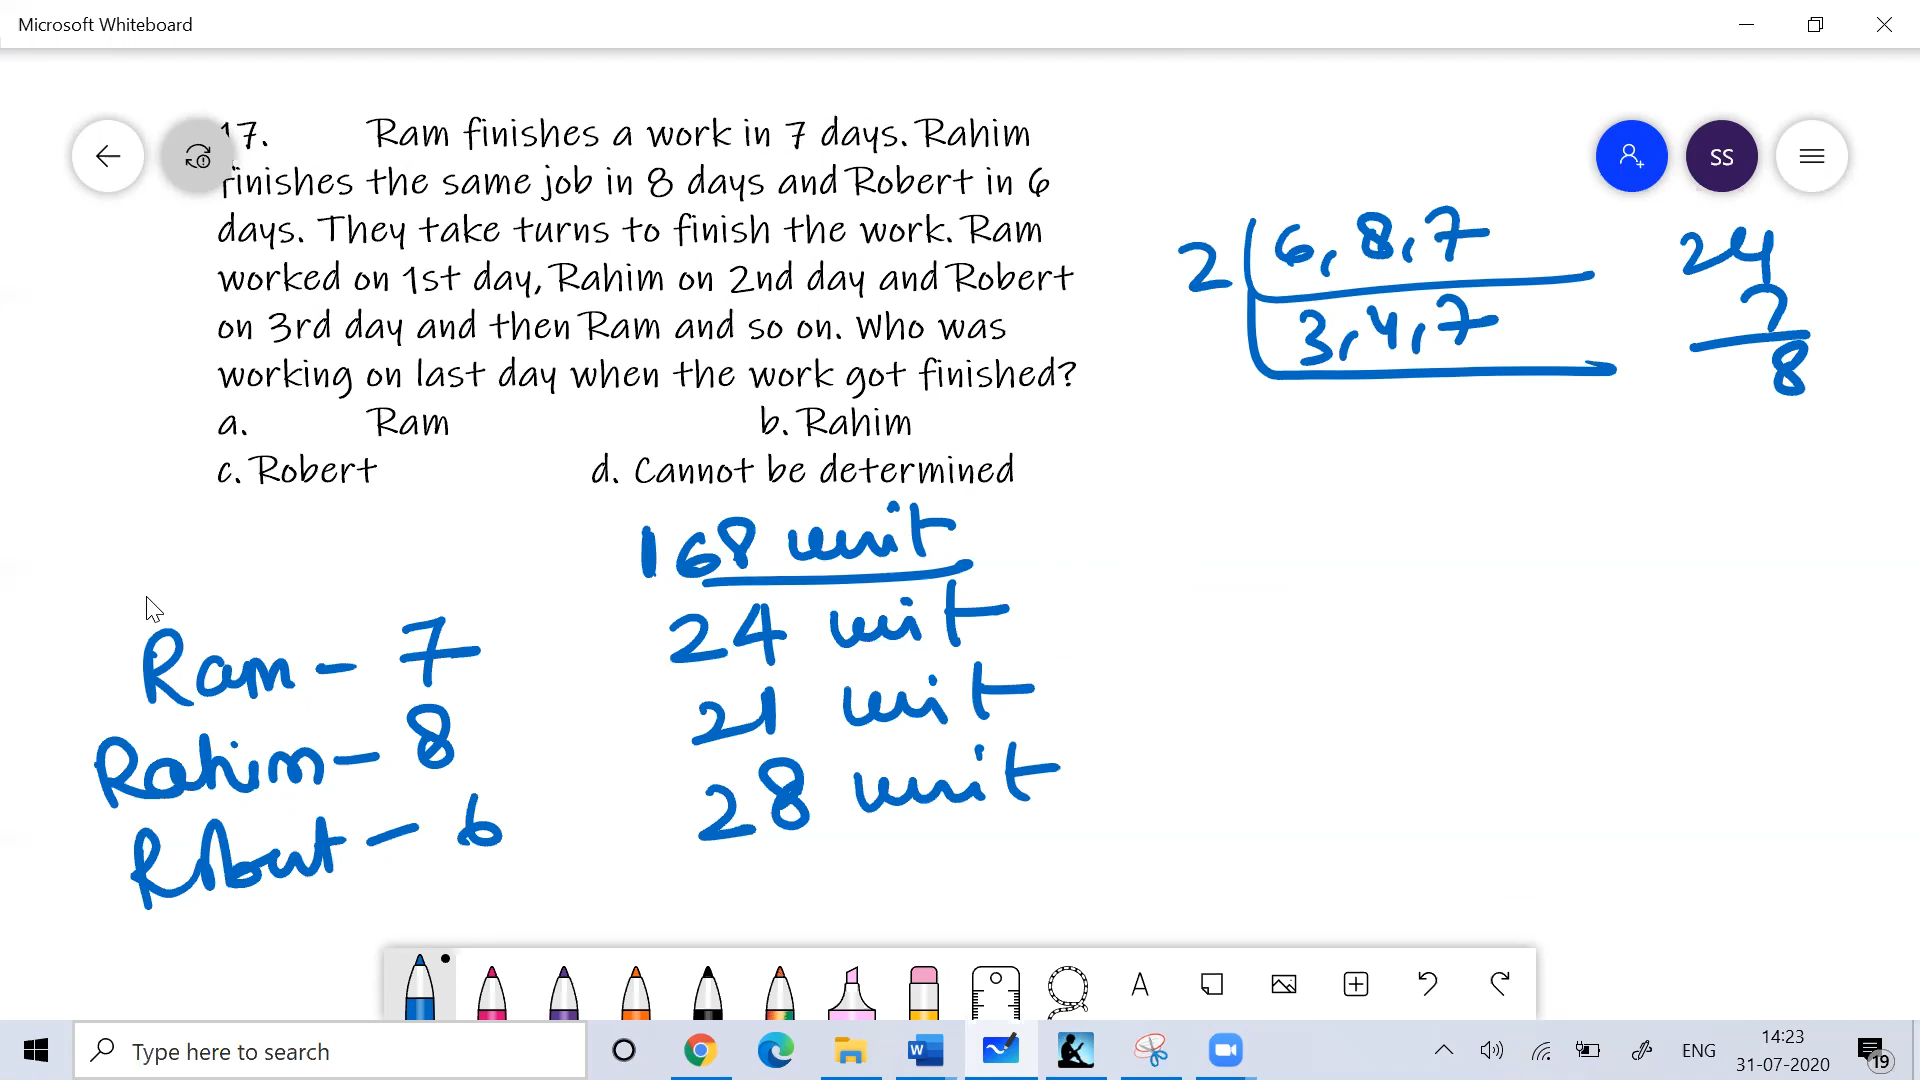 Microsoft Whiteboard
17. Ram finishes a work in 7 days. Rahim
finishes the same job in 8 days and Robert in 6
days. They take turns to finish the work. Ram
worked on 1st day, Rahim on 2nd day and Robert
on 3rd day and then Ram and so on. Who was
working on last day when the work got finished?
a. Ram b. Rahim
c. Robert d. Cannot be determined
SS
2 6, 8, 7
3, 4, 7
24
7
8
168 unit
Ram - 7 24 unit
Rahim - 8 21 unit
Robert - 6 28 unit
A
Type here to search
W
ENG
14:23
31-07-2020
19